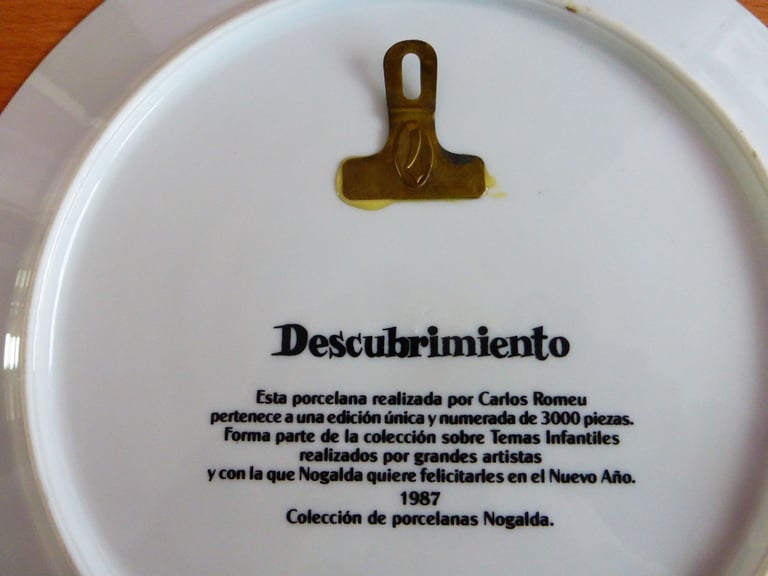 Descubrimiento
Esta porcelana realizada por Carlos Romeu
pertenece a una edición única y numerada de 3000 piezas.
Forma parte de la colección sobre Temas Infantiles
realizados por grandes artistas
y con la que Nogalda quiere felicitarles en el Nuevo Año.
1987
Colección de porcelanas Nogalda.